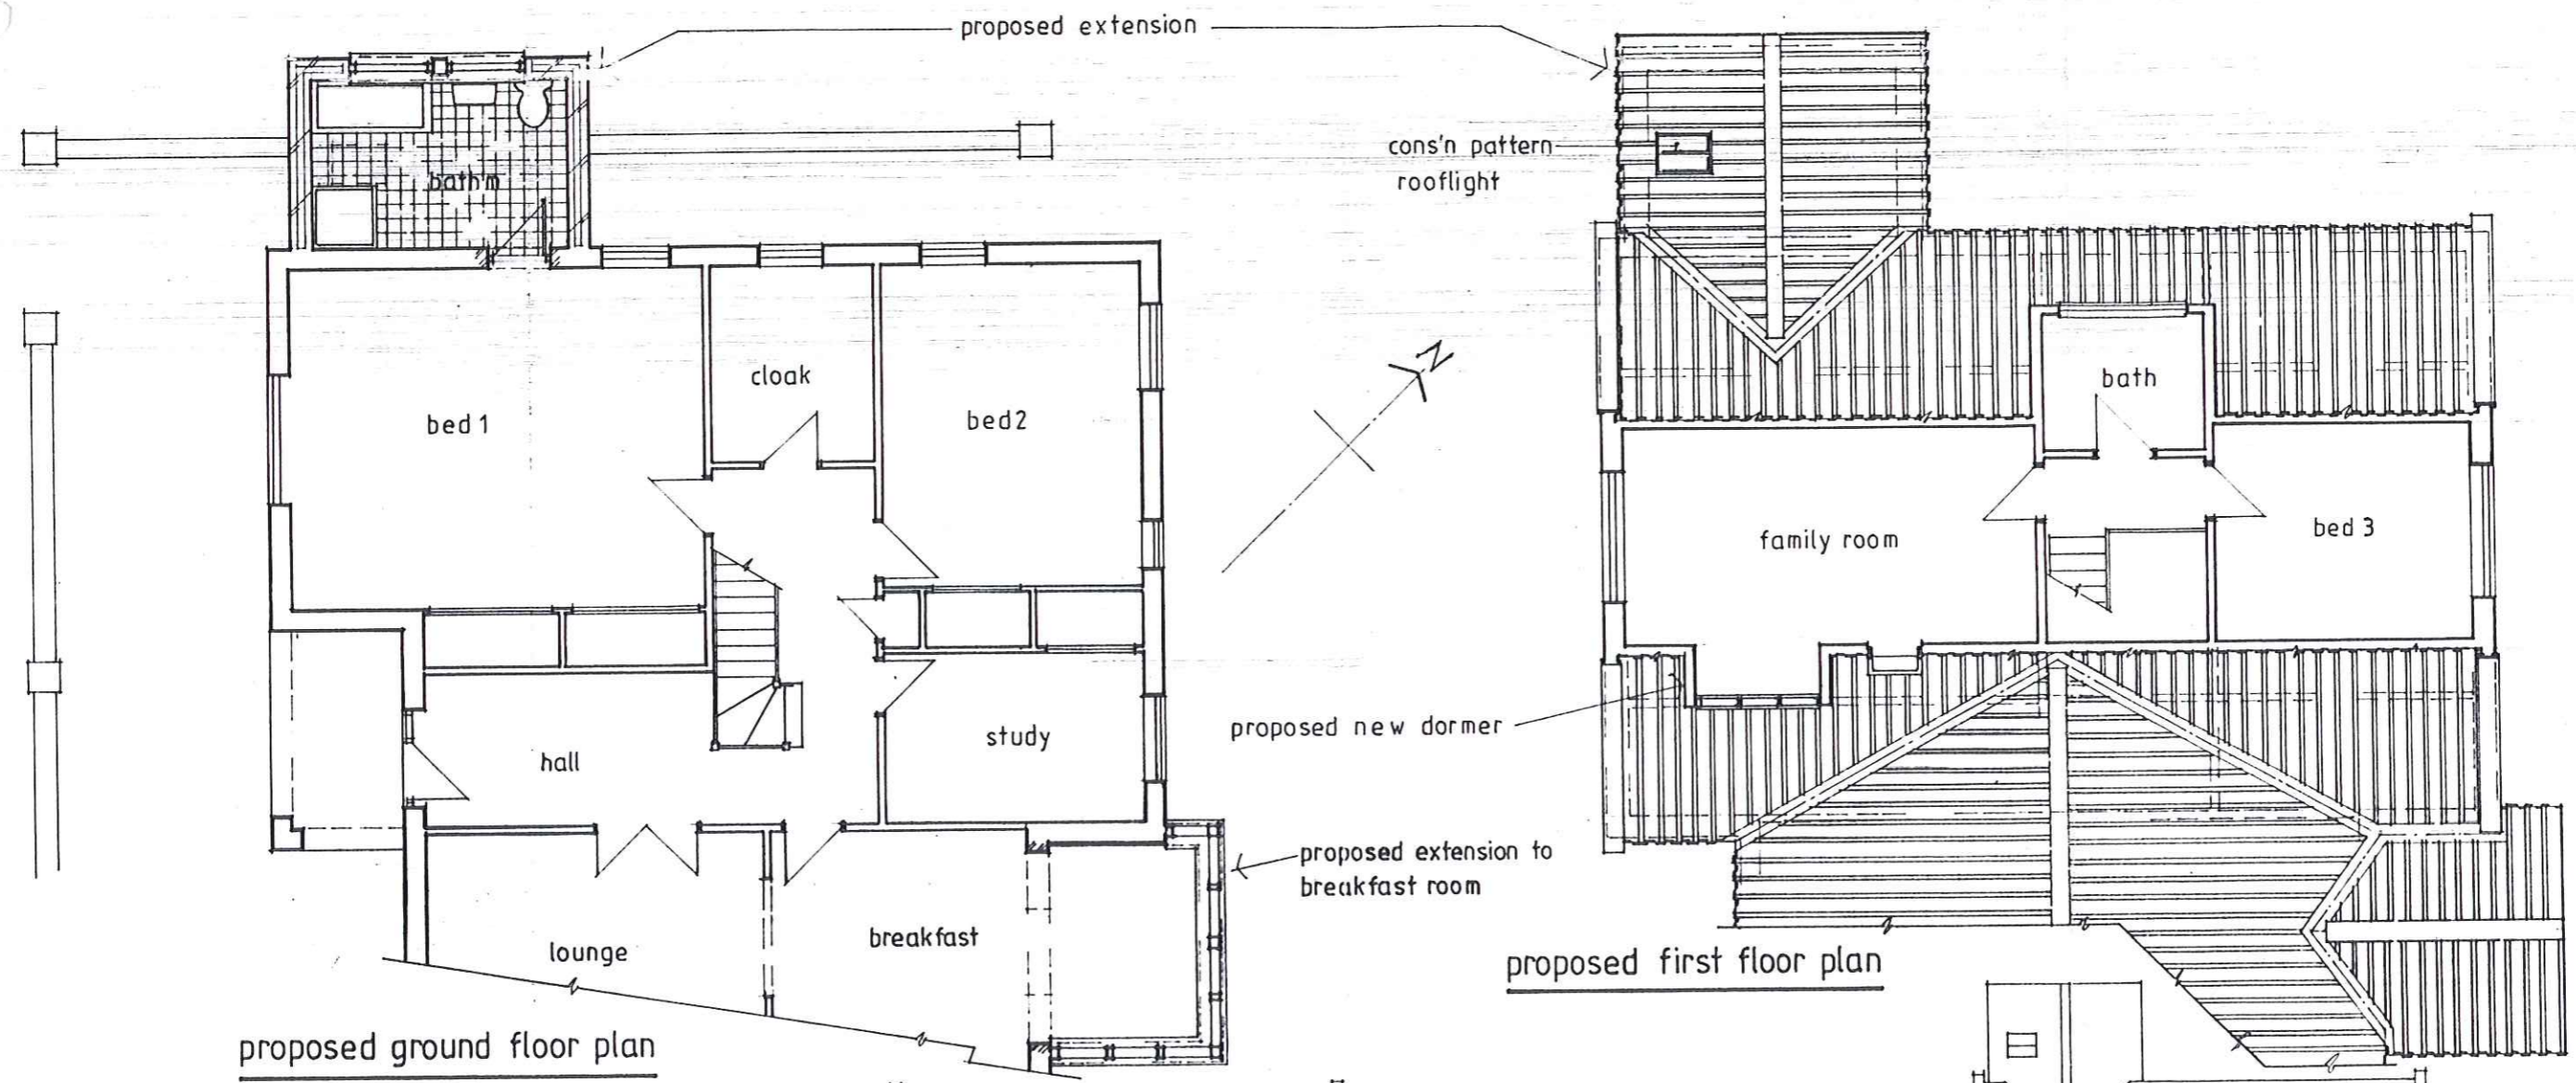 proposed extension
cons'n pattern
rooflight
bath'm
bed 1
cloak
bed2
N
bath
family room
bed 3
hall
study
proposed new dormer
lounge
breakfast
proposed extension to
breakfast room
proposed ground floor plan
proposed first floor plan